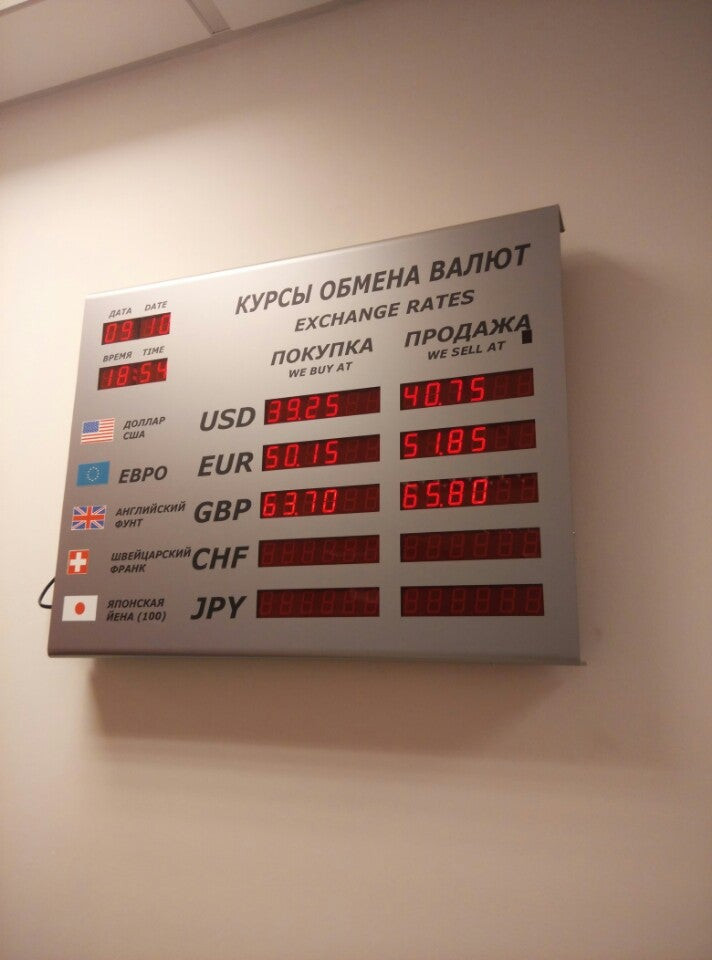 КУРСЫ ОБМЕНА ВАЛЮТ
EXCHANGE RATES
ДАТА DATE
09 10
ВРЕМЯ TIME
18:54
ПОКУПКА
WE BUY AT
ПРОДАЖА
WE SELL AT
ДОЛЛАР
США
USD 39.25 40.75
ЕВРО EUR 50.15 51.85
АНГЛИЙСКИЙ
ФУНТ
GBP 63.70 65.80
ШВЕЙЦАРСКИЙ
ФРАНК
CHF
ЯПОНСКАЯ
ЙЕНА (100)
JPY